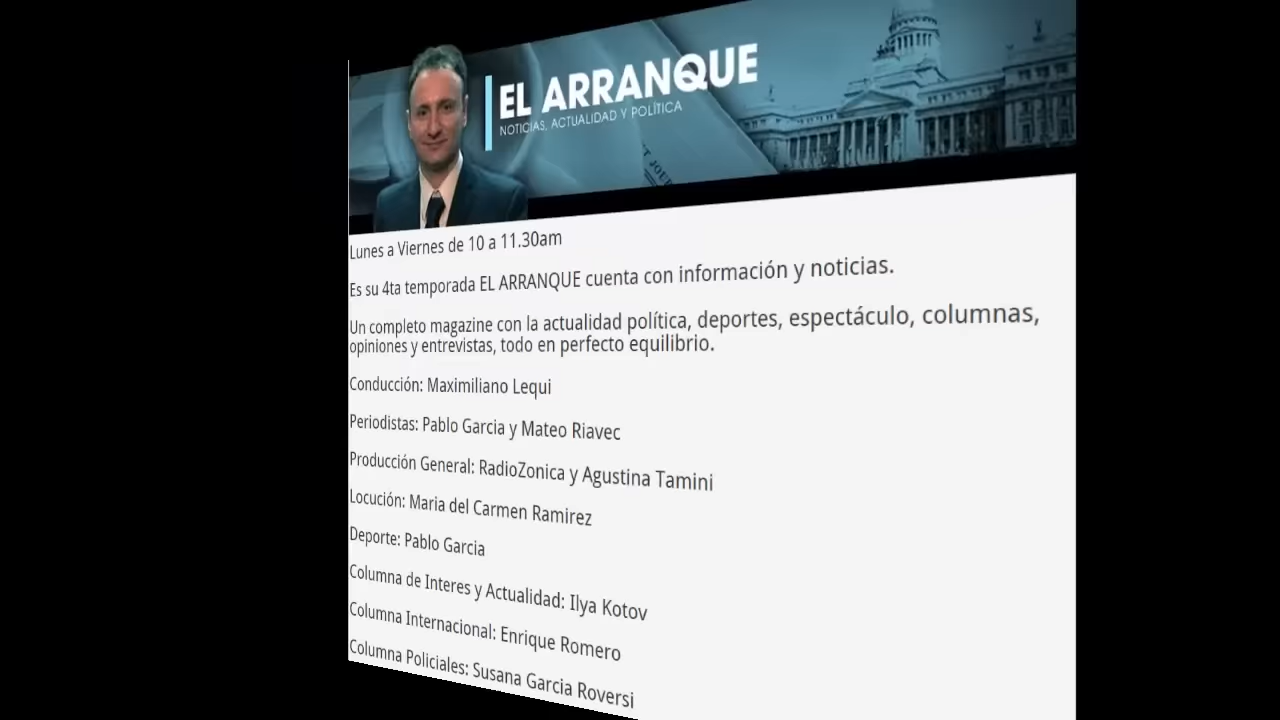 EL ARRANQUE
NOTICIAS, ACTUALIDAD Y POLÍTICA
Lunes a Viernes de 10 a 11.30am
Es su 4ta temporada EL ARRANQUE cuenta con información y noticias.
Un completo magazine con la actualidad política, deportes, espectáculo, columnas,
opiniones y entrevistas, todo en perfecto equilibrio.
Conducción: Maximiliano Lequi
Periodistas: Pablo Garcia y Mateo Riavec
Producción General: RadioZonica y Agustina Tamini
Locución: Maria del Carmen Ramirez
Deporte: Pablo Garcia
Columna de Interes y Actualidad: Ilya Kotov
Columna Internacional: Enrique Romero
Columna Policiales: Susana Garcia Roversi